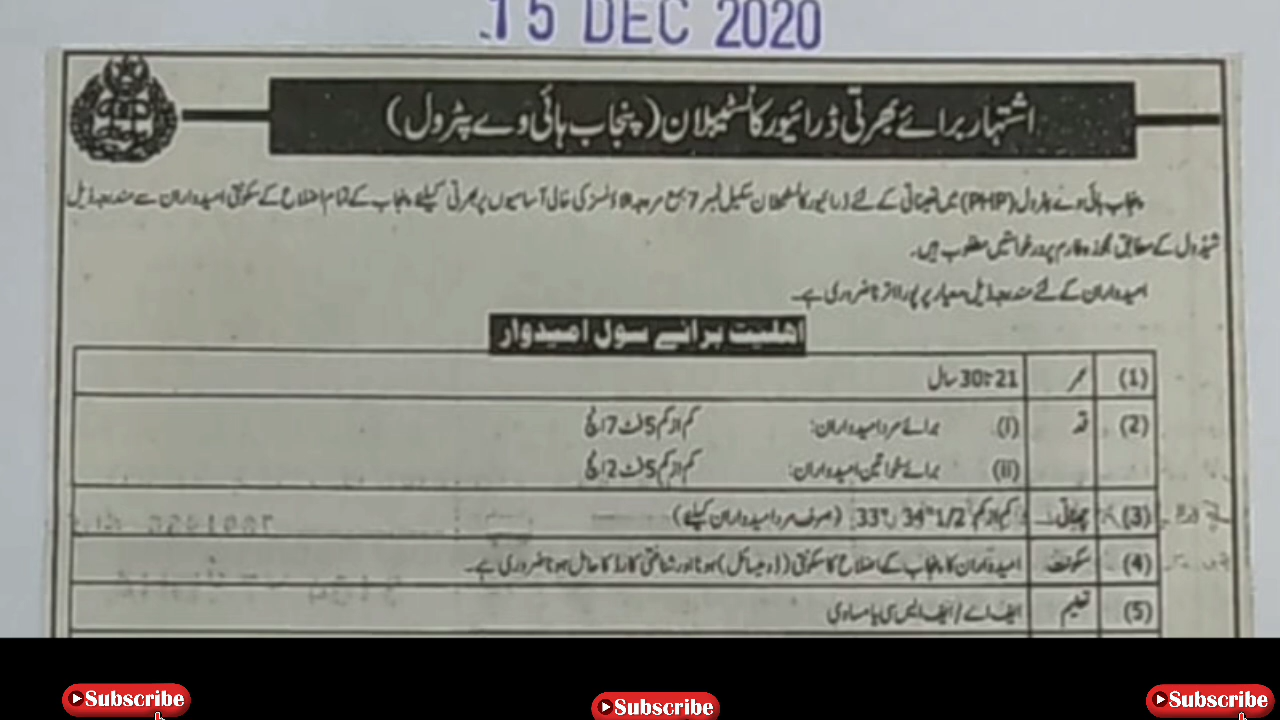 15 DEC 2020
اشتہار برائے بھرتی ڈرائیور کانسٹیبلان (پنجاب ہائی وے پٹرول)
پنجاب ہائی وے پٹرول (PHP) میں تعیناتی کے لئے ڈرائیور کانسٹیبلان سکیل نمبر 7 بمع مروجہ الاؤنسز کی خالی آسامیوں پر بھرتی کیلئے پنجاب کے تمام اضلاع کے سکونتی امیدواران سے مندرجہ ذیل
شیڈول کے مطابق مجوزہ فارم پر درخواستیں مطلوب ہیں۔
امیدواران کے لئے مندرجہ ذیل معیار پر پورا اترنا ضروری ہے۔
اہلیت برائے سول امیدوار
(1) عمر 21 تا 30 سال
(2) قد (i) برائے مرد امیدواران: کم از کم 5 فٹ 7 انچ
(ii) برائے خواتین امیدواران: کم از کم 5 فٹ 2 انچ
(3) چھاتی کم از کم "33 x "34 1/2 (صرف مرد امیدواران کیلئے)
(4) سکونت امیدواران کا پنجاب کے اضلاع کا سکونتی (ڈومیسائل) ہونا اور شناختی کارڈ کا حامل ہونا ضروری ہے۔
(5) تعلیم ایف اے / ایف ایس سی یا مساوی
Subscribe
Subscribe
Subscribe